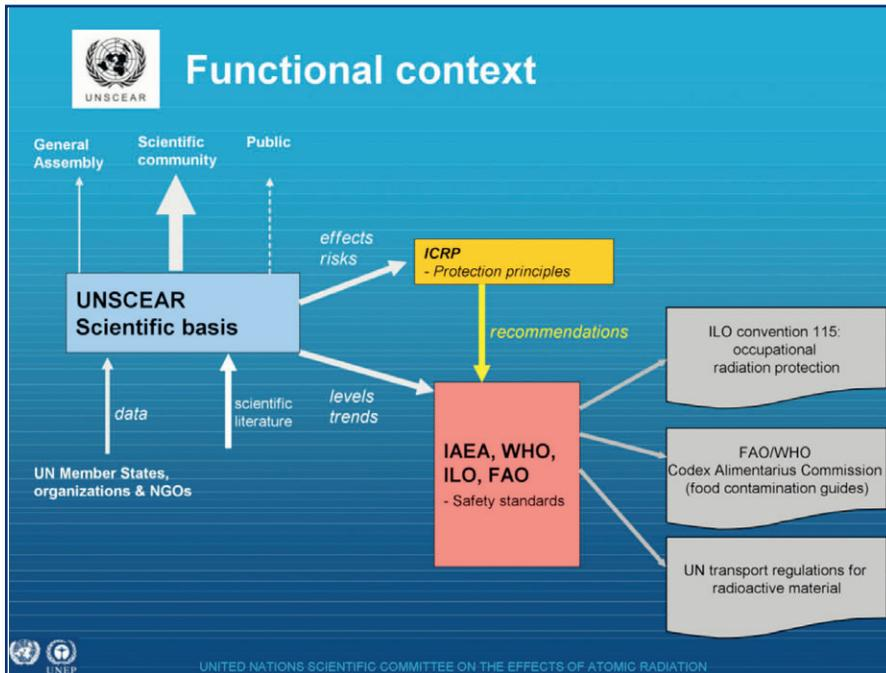 UNSCEAR
Functional context
General
Assembly
Scientific
community
Public
effects
risks
ICRP
- Protection principles
UNSCEAR
Scientific basis
recommendations
ILO convention 115:
occupational
radiation protection
data
scientific
literature
levels
trends
IAEA, WHO,
ILO, FAO
- Safety standards
FAO/WHO
Codex Alimentarius Commission
(food contamination guides)
UN Member States,
organizations & NGOs
UN transport regulations for
radioactive material
UNEP
UNITED NATIONS SCIENTIFIC COMMITTEE ON THE EFFECTS OF ATOMIC RADIATION